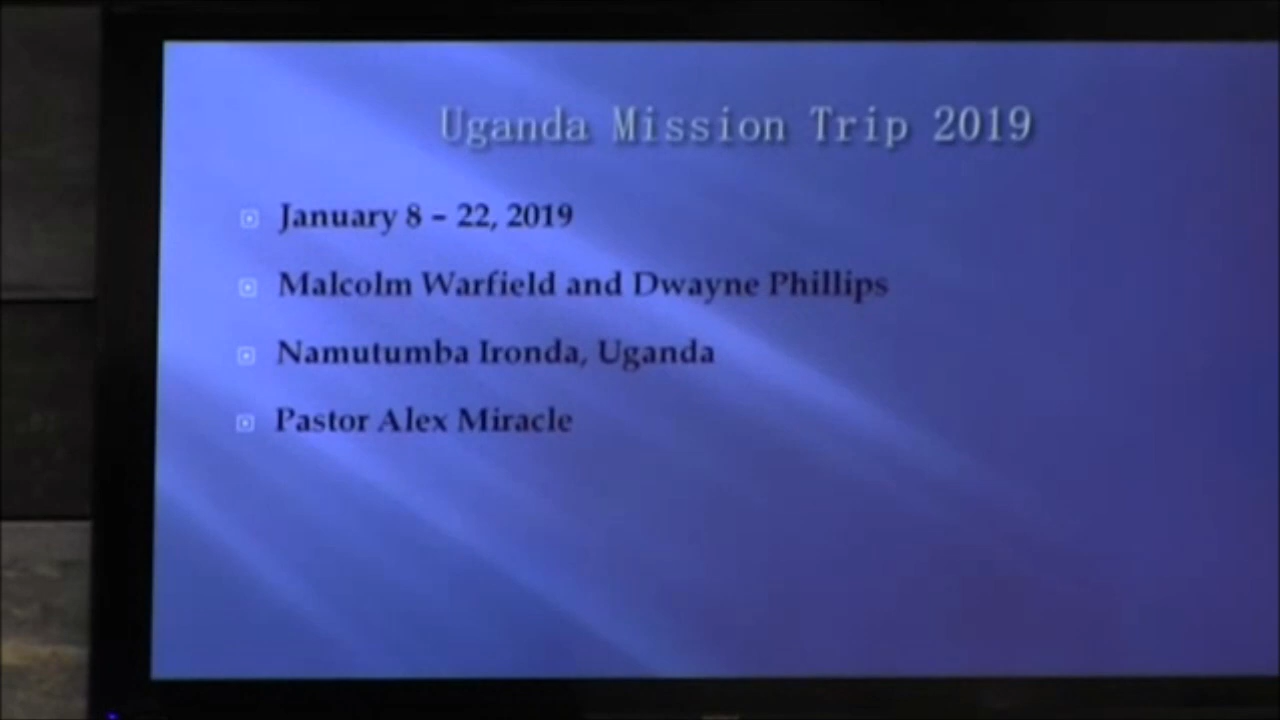 Uganda Mission Trip 2019
January 8 – 22, 2019
Malcolm Warfield and Dwayne Phillips
Namutumba Ironda, Uganda
Pastor Alex Miracle